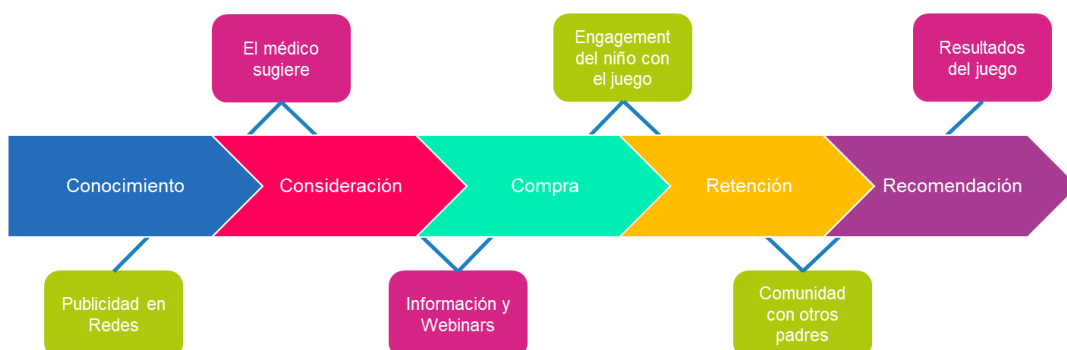 El médico
sugiere
Engagement
del niño con
el juego
Resultados
del juego
Conocimiento
Consideración
Compra
Retención
Recomendación
Publicidad en
Redes
Información y
Webinars
Comunidad
con otros
padres